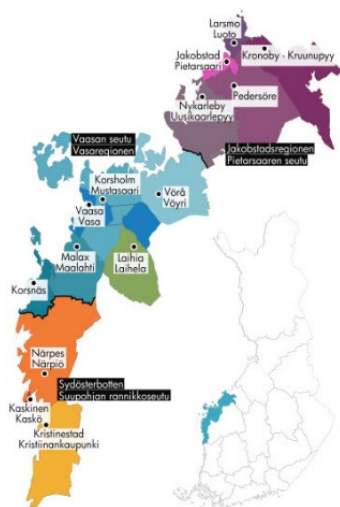 Larsmo
Luoto
Kronoby - Kruunupyy
Jakobstad
Pietarsaari
Pedersöre
Nykarleby
Uusikaarlepyy
Vaasan seutu
Vasaregionen
Jakobstadsregionen
Pietarsaaren seutu
Korsholm
Mustasaari
Vörå
Vöyri
Vaasa
Vasa
Malax
Maalahti
Laihia
Laihela
Korsnäs
Närpes
Närpiö
Sydösterbotten
Suupohjan rannikkoseutu
Kaskinen
Kaskö
Kristinestad
Kristiinankaupunki